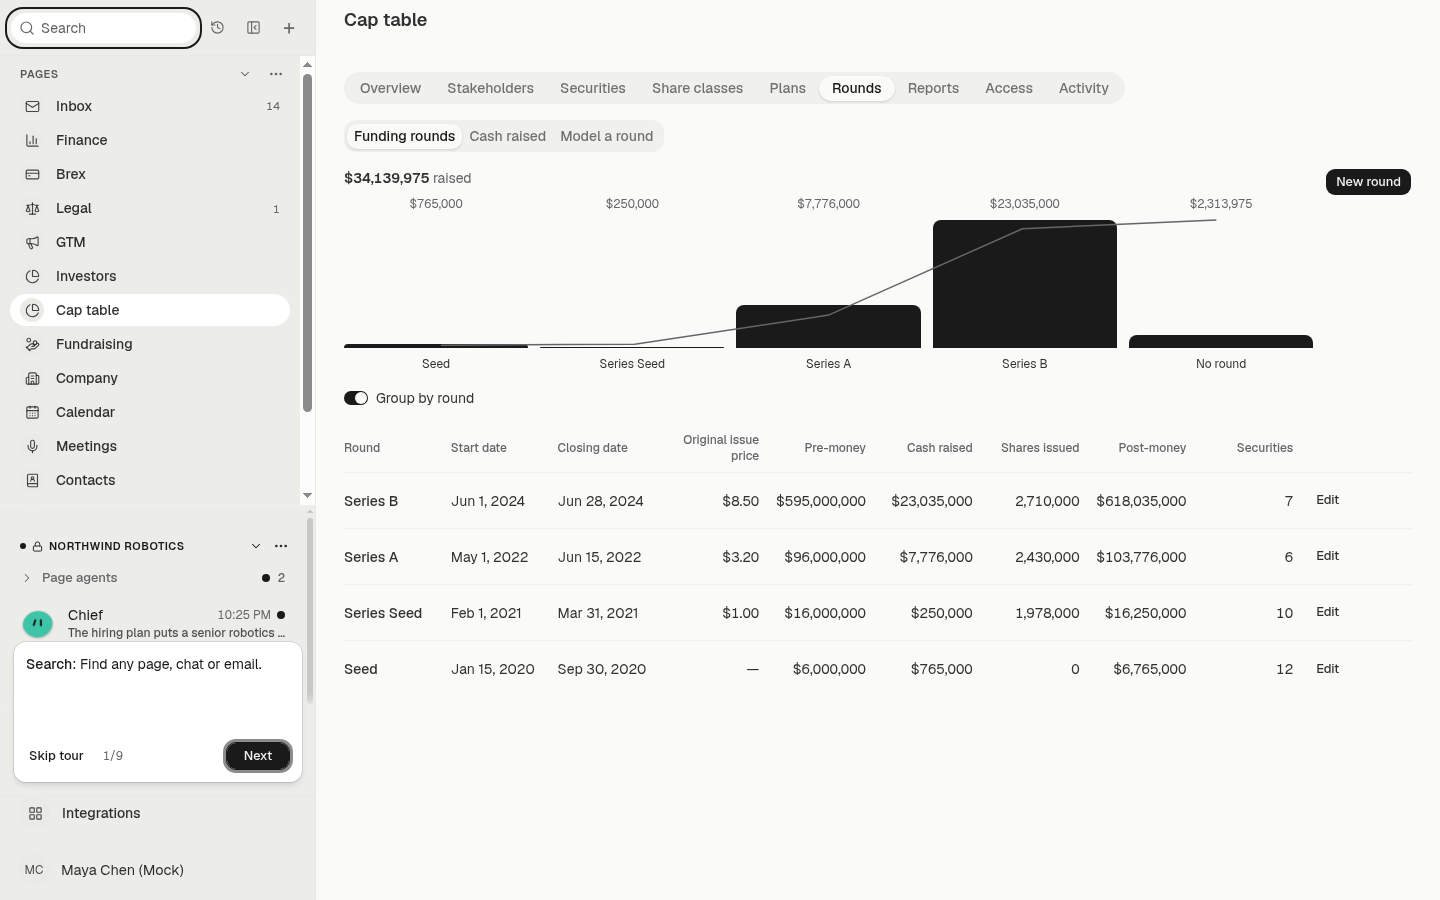 Search
PAGES
Inbox 14
Finance
Brex
Legal 1
GTM
Investors
Cap table
Fundraising
Company
Calendar
Meetings
Contacts
NORTHWIND ROBOTICS
Page agents 2
Chief 10:25 PM
The hiring plan puts a senior robotics …
Search: Find any page, chat or email.
Skip tour 1/9 Next
Integrations
MC Maya Chen (Mock)
Cap table
Overview Stakeholders Securities Share classes Plans Rounds Reports Access Activity
Funding rounds Cash raised Model a round
$34,139,975 raised
New round
$765,000 $250,000 $7,776,000 $23,035,000 $2,313,975
Seed Series Seed Series A Series B No round
Group by round
Round Start date Closing date Original issue price Pre-money Cash raised Shares issued Post-money Securities
Series B Jun 1, 2024 Jun 28, 2024 $8.50 $595,000,000 $23,035,000 2,710,000 $618,035,000 7 Edit
Series A May 1, 2022 Jun 15, 2022 $3.20 $96,000,000 $7,776,000 2,430,000 $103,776,000 6 Edit
Series Seed Feb 1, 2021 Mar 31, 2021 $1.00 $16,000,000 $250,000 1,978,000 $16,250,000 10 Edit
Seed Jan 15, 2020 Sep 30, 2020 — $6,000,000 $765,000 0 $6,765,000 12 Edit